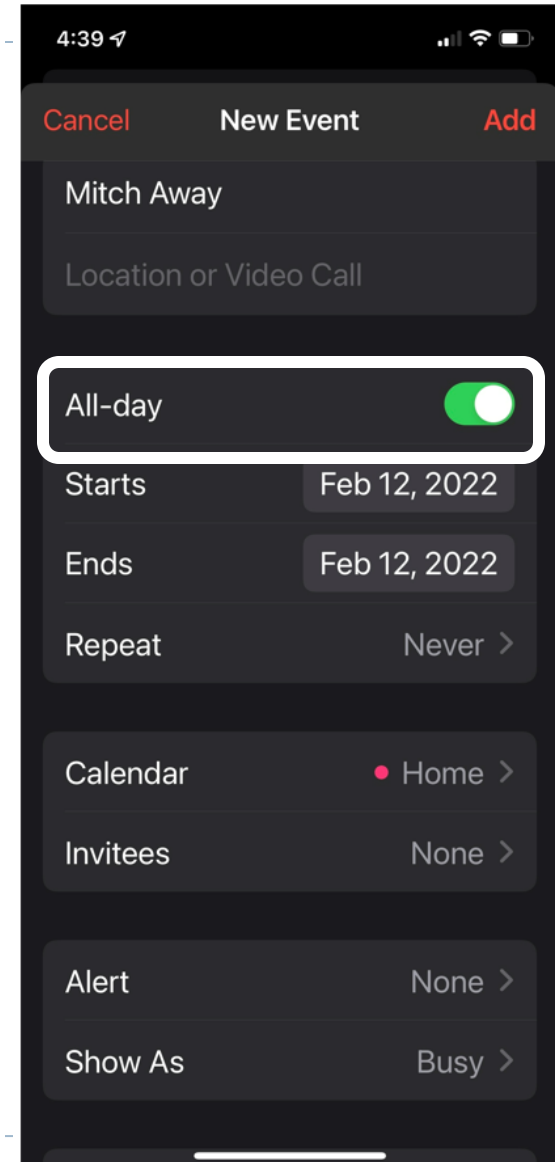 4:39
Cancel New Event Add
Mitch Away
Location or Video Call
All-day
Starts Feb 12, 2022
Ends Feb 12, 2022
Repeat Never
Calendar Home
Invitees None
Alert None
Show As Busy